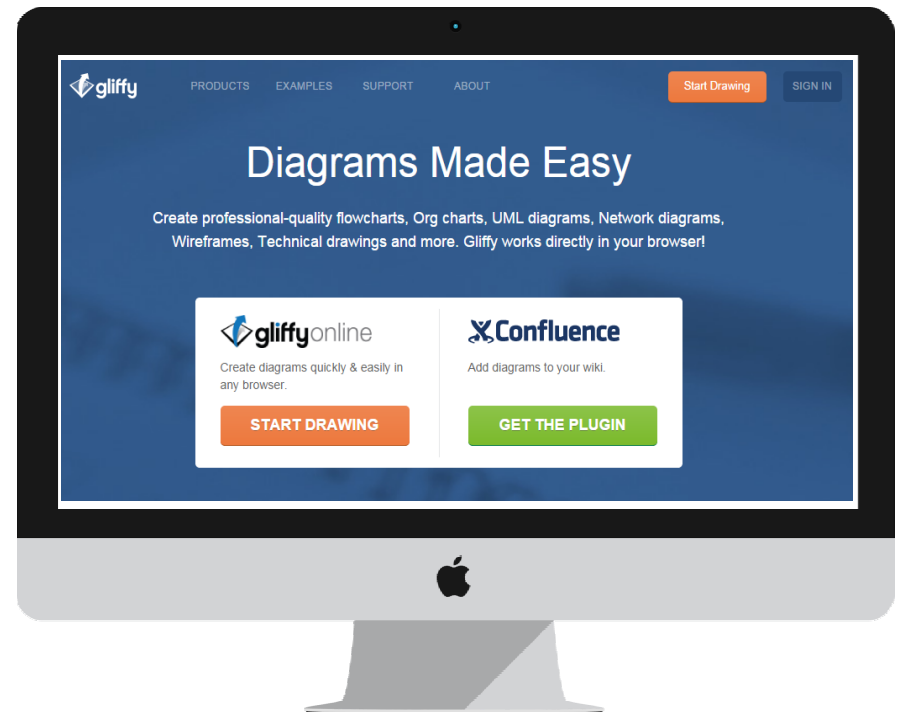 gliffy PRODUCTS EXAMPLES SUPPORT ABOUT Start Drawing SIGN IN
Diagrams Made Easy
Create professional-quality flowcharts, Org charts, UML diagrams, Network diagrams,
Wireframes, Technical drawings and more. Gliffy works directly in your browser!
gliffyonline
Create diagrams quickly & easily in
any browser.
START DRAWING
Confluence
Add diagrams to your wiki.
GET THE PLUGIN